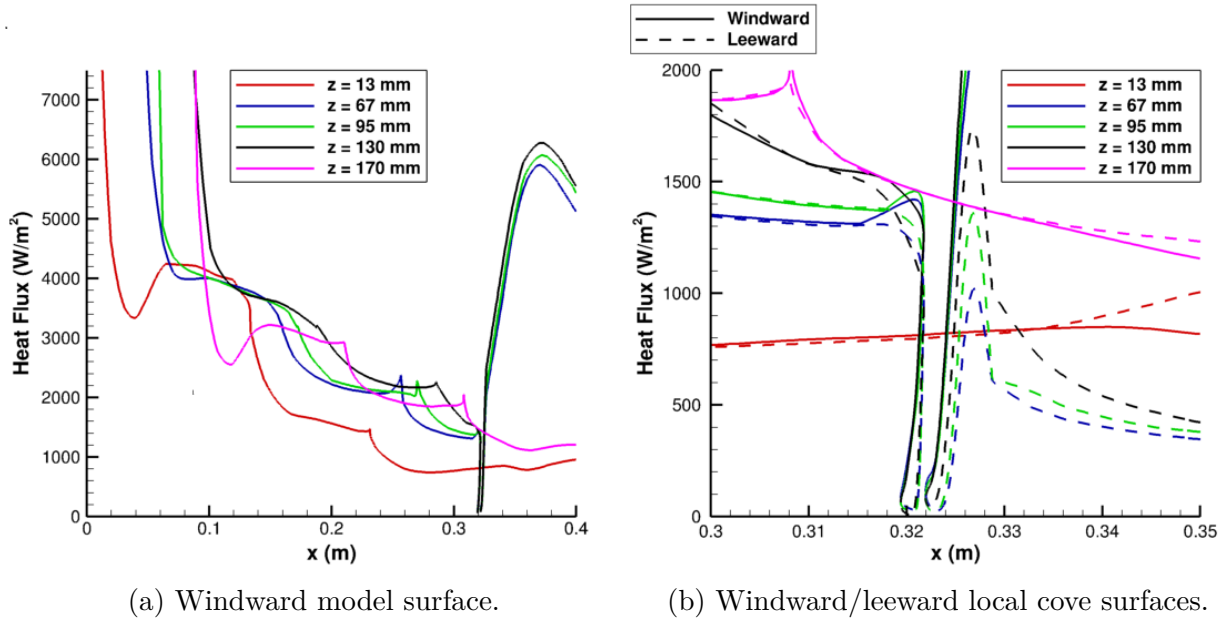 Windward
Leeward
z = 13 mm
z = 67 mm
z = 95 mm
z = 130 mm
z = 170 mm
Heat Flux (W/m²)
7000
6000
5000
4000
3000
2000
1000
0
0
0.1
0.2
0.3
0.4
x (m)
z = 13 mm
z = 67 mm
z = 95 mm
z = 130 mm
z = 170 mm
Heat Flux (W/m²)
2000
1500
1000
500
0
0.3
0.31
0.32
0.33
0.34
0.35
x (m)
(a) Windward model surface.
(b) Windward/leeward local cove surfaces.